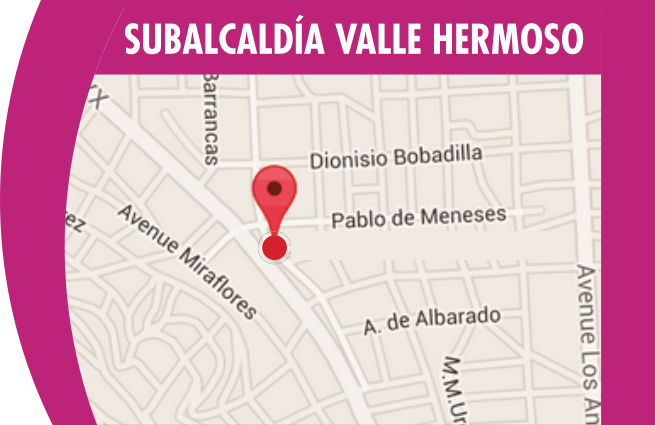 SUBALCALDÍA VALLE HERMOSO
Barrancas
Dionisio Bobadilla
Pablo de Meneses
Avenue Miraflores
A. de Albarado
Avenue Los An
M.M.Ur
ez